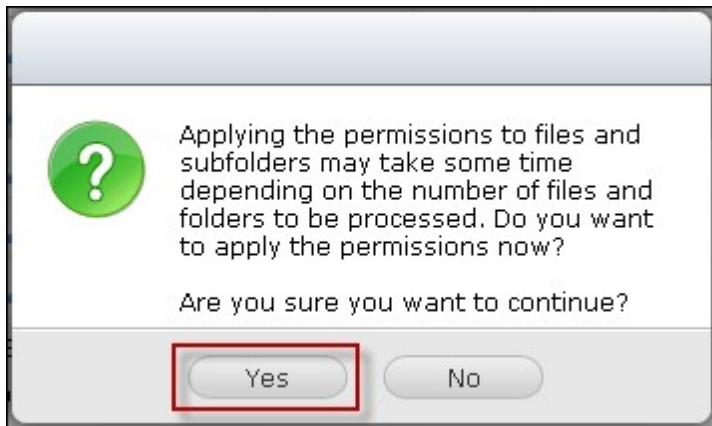 Applying the permissions to files and
subfolders may take some time
depending on the number of files and
folders to be processed. Do you want
to apply the permissions now?
Are you sure you want to continue?
Yes
No